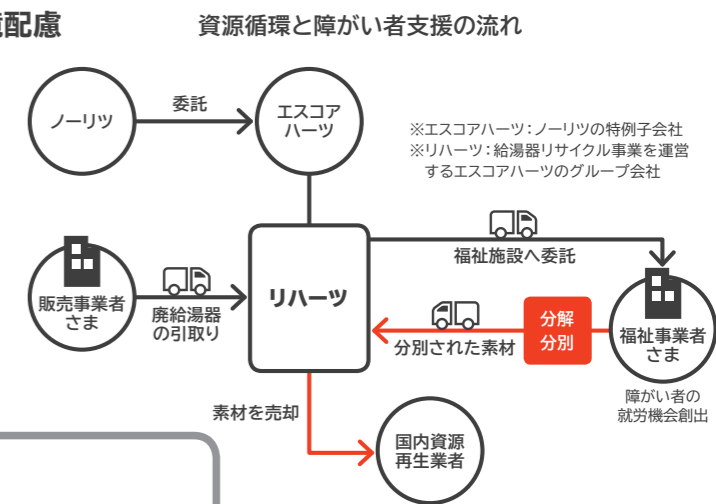 配慮
資源循環と障がい者支援の流れ
ノーリツ
委託
エスコア
ハーツ
※エスコアハーツ：ノーリツの特例子会社
※リハーツ：給湯器リサイクル事業を運営
するエスコアハーツのグループ会社
販売事業者
さま
廃給湯器
の引取り
リハーツ
福祉施設へ委託
分別された素材
分解
分別
福祉事業者
さま
障がい者の
就労機会創出
素材を売却
国内資源
再生業者